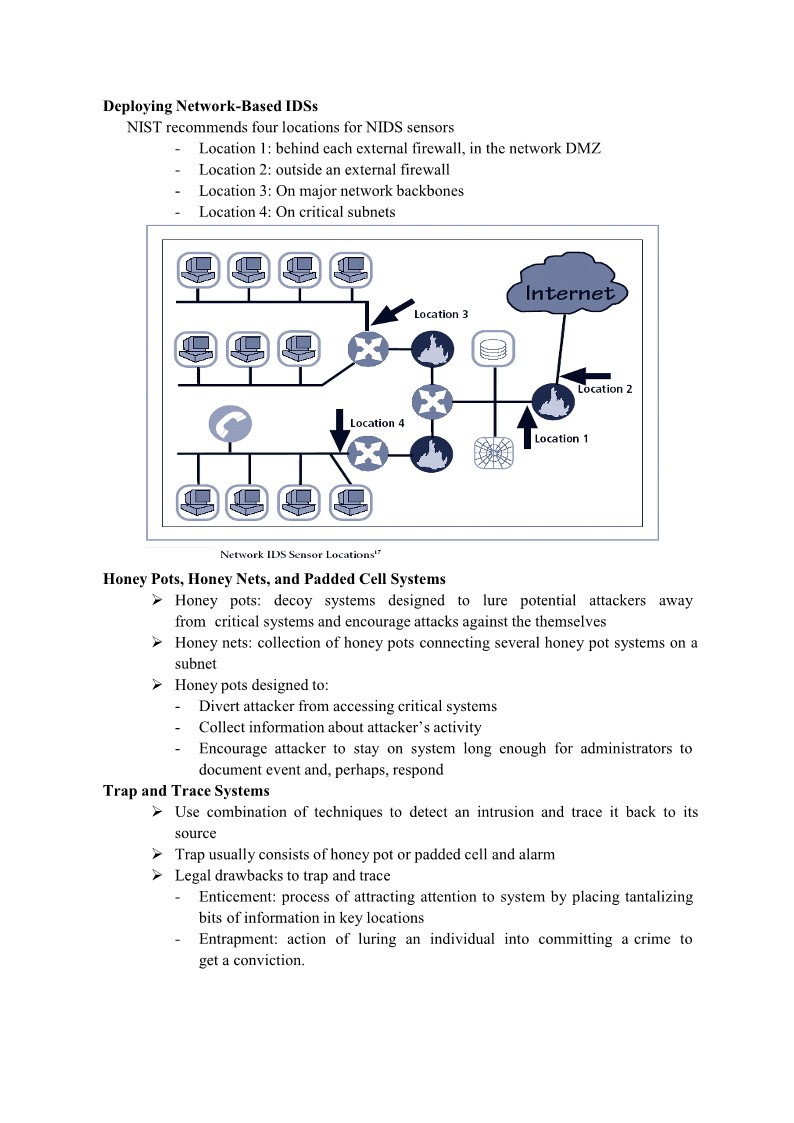 Deploying Network-Based IDSs
NIST recommends four locations for NIDS sensors
- Location 1: behind each external firewall, in the network DMZ
- Location 2: outside an external firewall
- Location 3: On major network backbones
- Location 4: On critical subnets
Internet
Location 3
Location 2
Location 4
Location 1
Network IDS Sensor Locations¹⁷
Honey Pots, Honey Nets, and Padded Cell Systems
➢ Honey pots: decoy systems designed to lure potential attackers away
from critical systems and encourage attacks against the themselves
➢ Honey nets: collection of honey pots connecting several honey pot systems on a
subnet
➢ Honey pots designed to:
- Divert attacker from accessing critical systems
- Collect information about attacker’s activity
- Encourage attacker to stay on system long enough for administrators to
document event and, perhaps, respond
Trap and Trace Systems
➢ Use combination of techniques to detect an intrusion and trace it back to its
source
➢ Trap usually consists of honey pot or padded cell and alarm
➢ Legal drawbacks to trap and trace
- Enticement: process of attracting attention to system by placing tantalizing
bits of information in key locations
- Entrapment: action of luring an individual into committing a crime to
get a conviction.